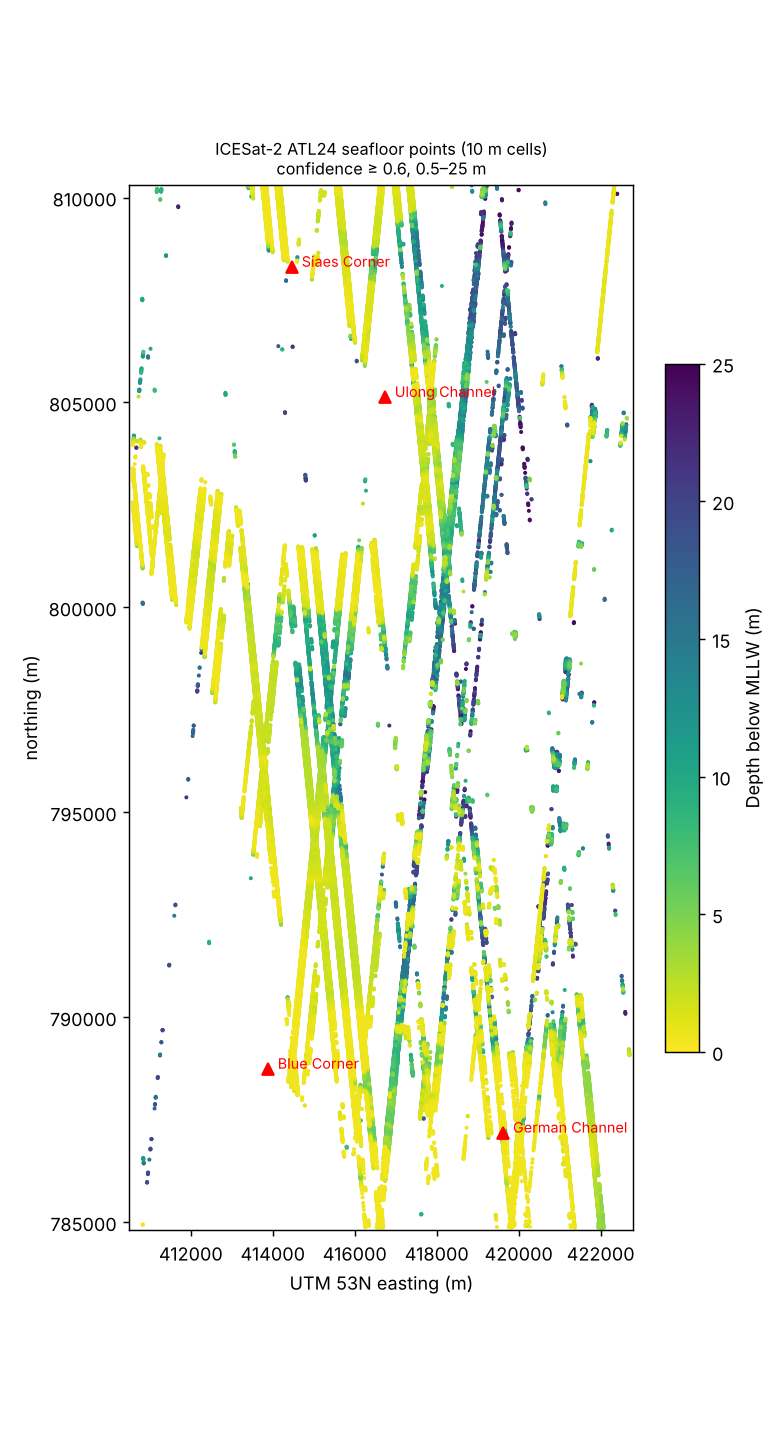 ICESat-2 ATL24 seafloor points (10 m cells)
confidence ≥ 0.6, 0.5–25 m
810000
Siaes Corner
805000
Ulong Channel
800000
795000
790000
Blue Corner
German Channel
785000
412000 414000 416000 418000 420000 422000
UTM 53N easting (m)
northing (m)
25
20
15
10
5
0
Depth below MLLW (m)